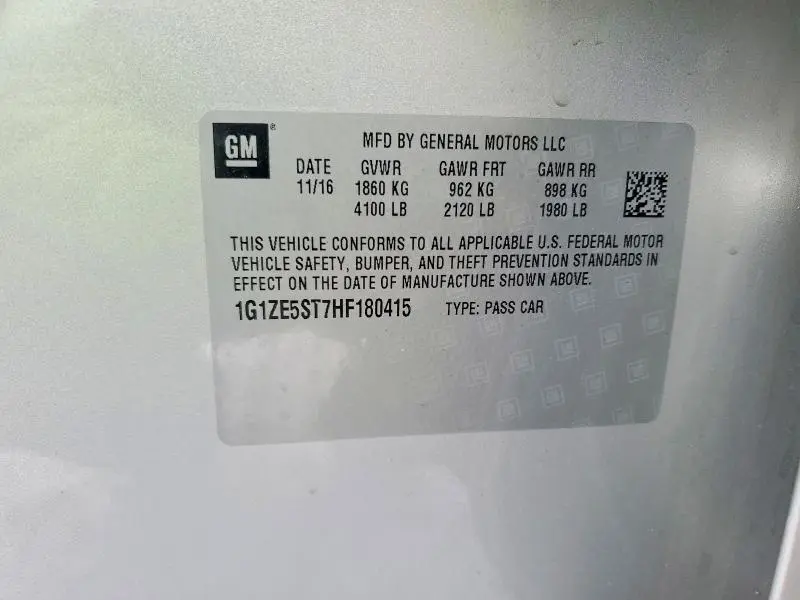 GM ®
MFD BY GENERAL MOTORS LLC
DATE GVWR GAWR FRT GAWR RR
11/16 1860 KG 962 KG 898 KG
4100 LB 2120 LB 1980 LB
THIS VEHICLE CONFORMS TO ALL APPLICABLE U.S. FEDERAL MOTOR
VEHICLE SAFETY, BUMPER, AND THEFT PREVENTION STANDARDS IN
EFFECT ON THE DATE OF MANUFACTURE SHOWN ABOVE.
1G1ZE5ST7HF180415 TYPE: PASS CAR